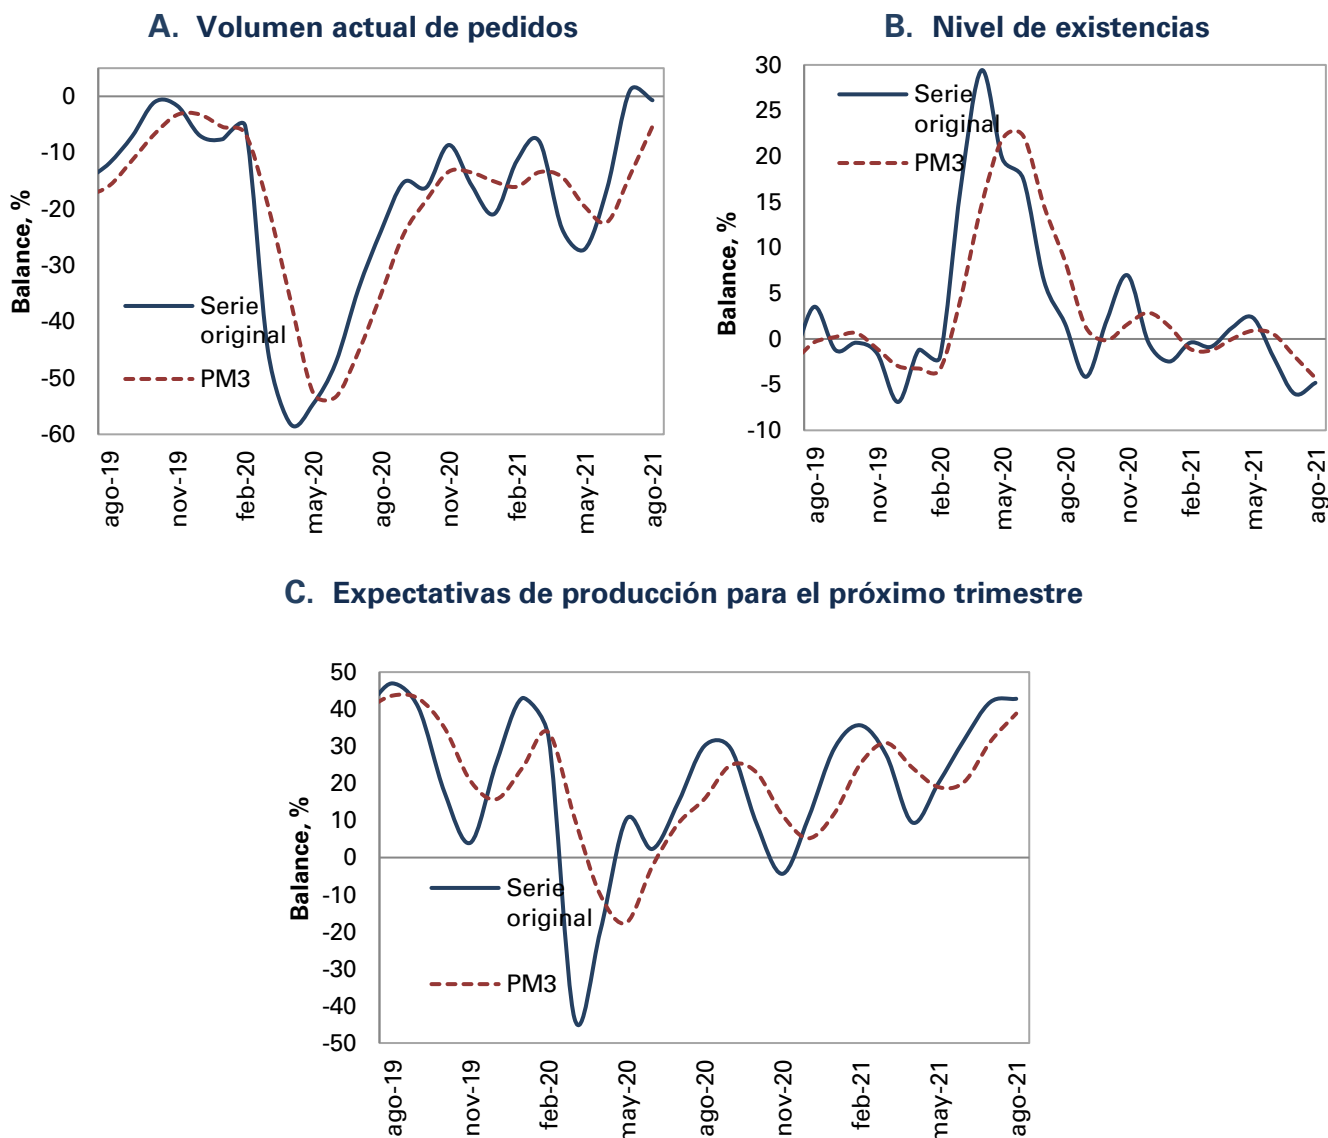 A. Volumen actual de pedidos
0
-10
-20
-30
-40
-50
-60
Balance, %
Serie
original
PM3
ago-19
nov-19
feb-20
may-20
ago-20
nov-20
feb-21
may-21
ago-21
B. Nivel de existencias
30
25
20
15
10
5
0
-5
-10
Balance, %
Serie
original
PM3
ago-19
nov-19
feb-20
may-20
ago-20
nov-20
feb-21
may-21
ago-21
C. Expectativas de producción para el próximo trimestre
50
40
30
20
10
0
-10
-20
-30
-40
-50
Balance, %
Serie
original
PM3
ago-19
nov-19
feb-20
may-20
ago-20
nov-20
feb-21
may-21
ago-21